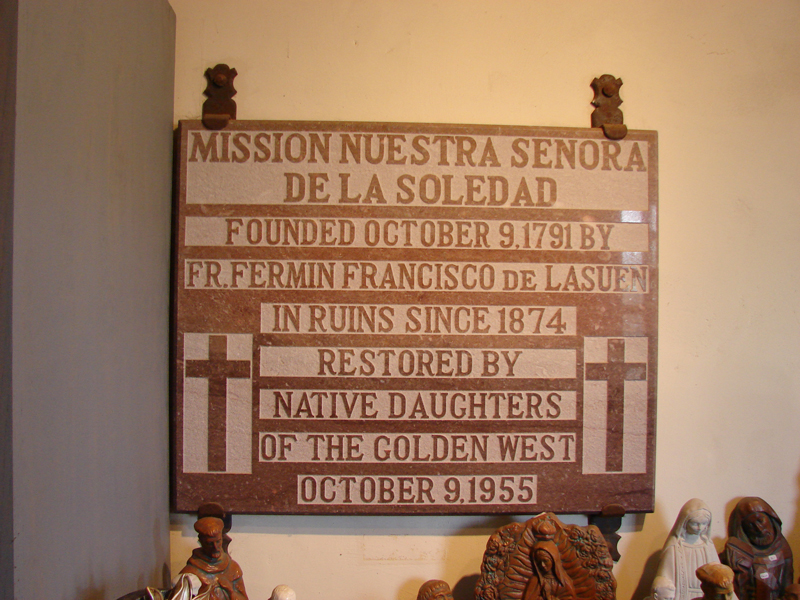 MISSION NUESTRA SENORA
DE LA SOLEDAD
FOUNDED OCTOBER 9.1791 BY
FR. FERMIN FRANCISCO DE LASUEN
IN RUINS SINCE 1874
RESTORED BY
NATIVE DAUGHTERS
OF THE GOLDEN WEST
OCTOBER 9.1955